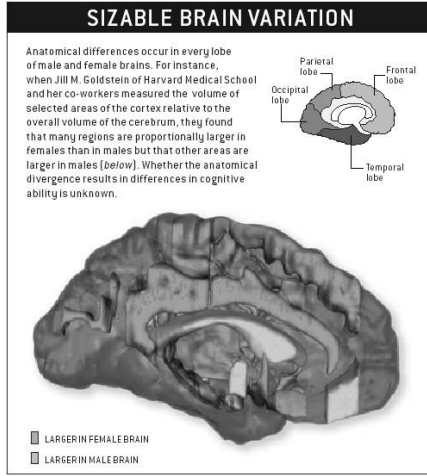 SIZABLE BRAIN VARIATION
Anatomical differences occur in every lobe
of male and female brains. For instance,
when Jill M. Goldstein of Harvard Medical School
and her co-workers measured the volume of
selected areas of the cortex relative to the
overall volume of the cerebrum, they found
that many regions are proportionally larger in
females than in males but that other areas are
larger in males (below). Whether the anatomical
divergence results in differences in cognitive
ability is unknown.
Parietal
lobe
Frontal
lobe
Occipital
lobe
Temporal
lobe
LARGER IN FEMALE BRAIN
LARGER IN MALE BRAIN